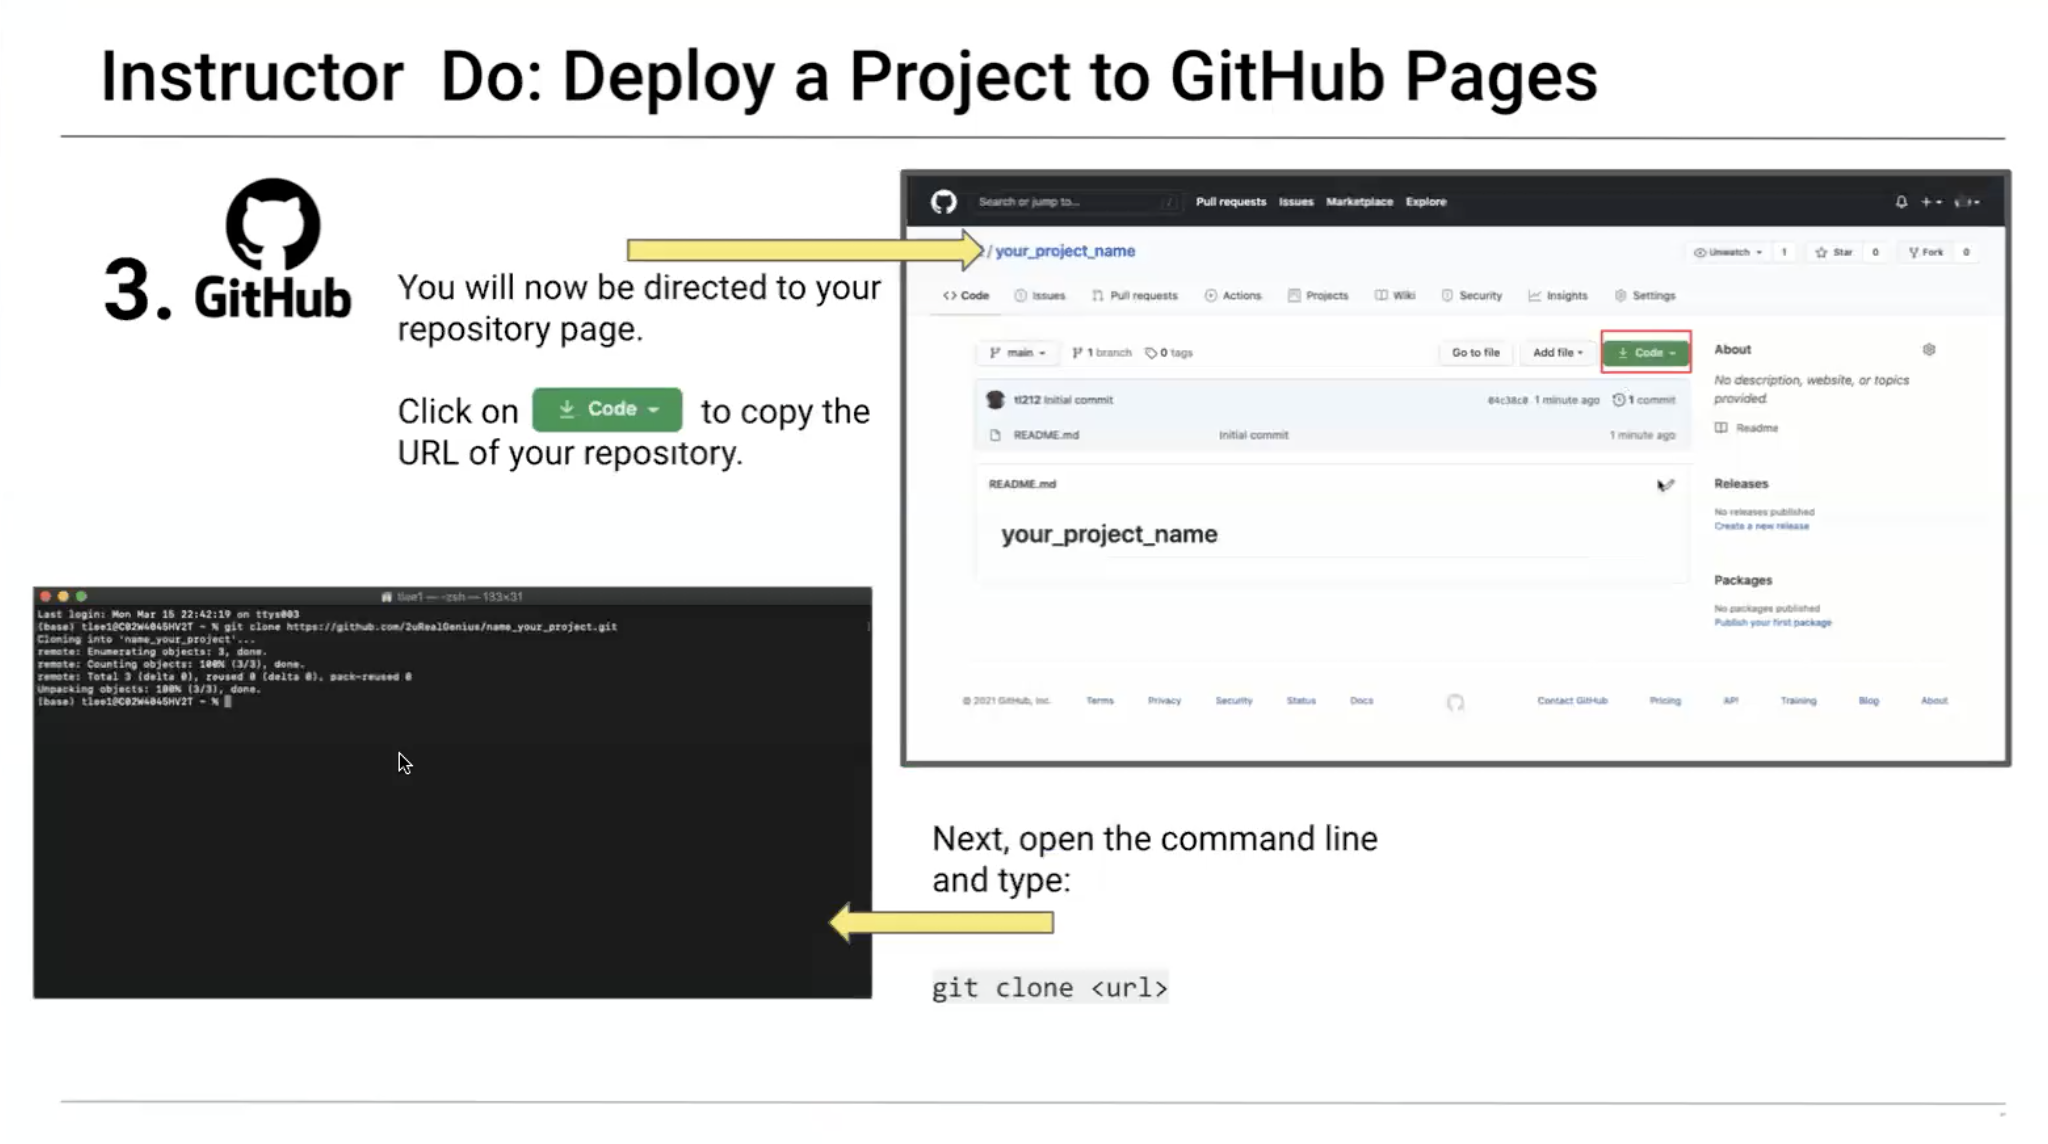 Instructor Do: Deploy a Project to GitHub Pages
3. GitHub
You will now be directed to your
repository page.
Click on Code to copy the
URL of your repository.
Search or jump to... /
Pull requests Issues Marketplace Explore
/ your_project_name
Unwatch 1 Star 0 Fork 0
<> Code Issues Pull requests Actions Projects Wiki Security Insights Settings
main 1 branch 0 tags Go to file Add file Code
tl212 Initial commit 1 minute ago 1 commit
README.md Initial commit 1 minute ago
README.md
your_project_name
About
No description, website, or topics
provided.
Readme
Releases
No releases published
Create a new release
Packages
No packages published
Publish your first package
© 2021 GitHub, Inc. Terms Privacy Security Status Docs Contact GitHub Pricing API Training Blog About
tlee1 — -zsh — 133×31
Last login: Mon Mar 15 22:42:19 on ttys003
(base) tlee1@C02W4045HV2T ~ % git clone https://github.com/2uRealGenius/name_your_project.git
Cloning into 'name_your_project'...
remote: Enumerating objects: 3, done.
remote: Counting objects: 100% (3/3), done.
remote: Total 3 (delta 0), reused 0 (delta 0), pack-reused 0
Unpacking objects: 100% (3/3), done.
(base) tlee1@C02W4045HV2T ~ %
Next, open the command line
and type:
git clone <url>